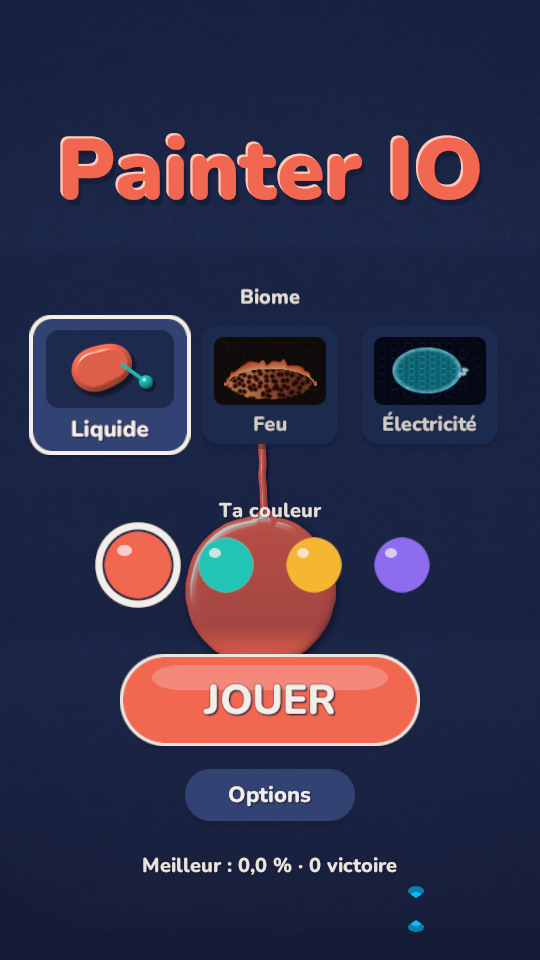 Painter IO
Biome
Liquide
Feu
Électricité
Ta couleur
JOUER
Options
Meilleur : 0,0 % · 0 victoire